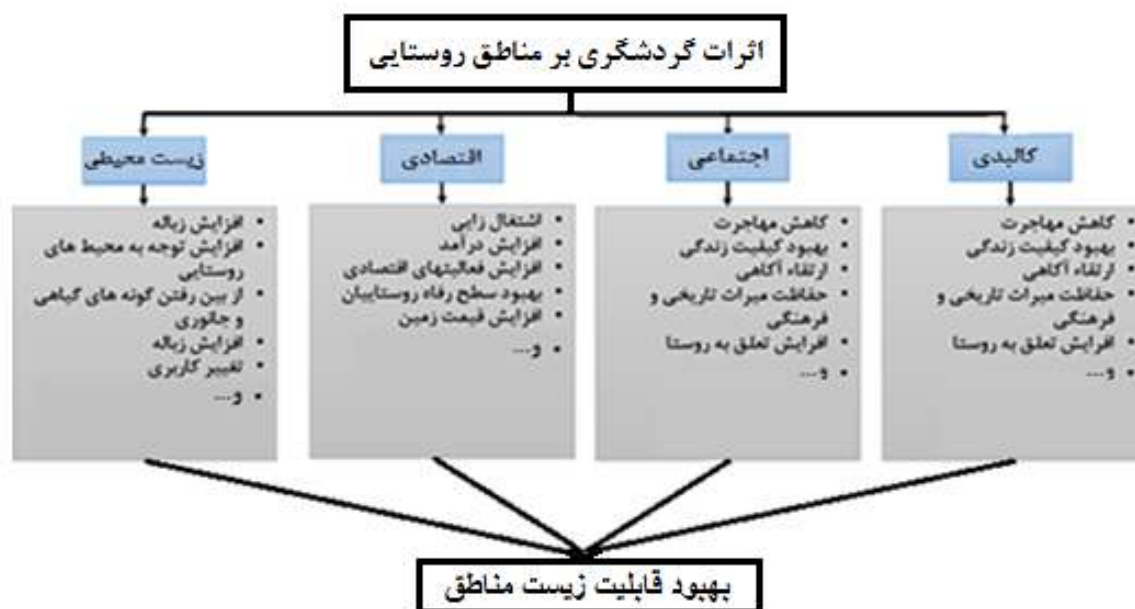 اثرات گردشگری بر مناطق روستایی
کالبدی
اجتماعی
اقتصادی
زیست محیطی
• کاهش مهاجرت
• بهبود کیفیت زندگی
• ارتقاء آگاهی
• حفاظت میراث تاریخی و
فرهنگی
• افزایش تعلق به روستا
• و...
• کاهش مهاجرت
• بهبود کیفیت زندگی
• ارتقاء آگاهی
• حفاظت میراث تاریخی و
فرهنگی
• افزایش تعلق به روستا
• و...
• اشتغال زایی
• افزایش درآمد
• افزایش فعالیتهای اقتصادی
• بهبود سطح رفاه روستاییان
• افزایش قیمت زمین
• و...
• افزایش زباله
• افزایش توجه به محیط های
روستایی
• از بین رفتن گونه های گیاهی
و جانوری
• افزایش زباله
• تغییر کاربری
• و...
بهبود قابلیت زیست مناطق